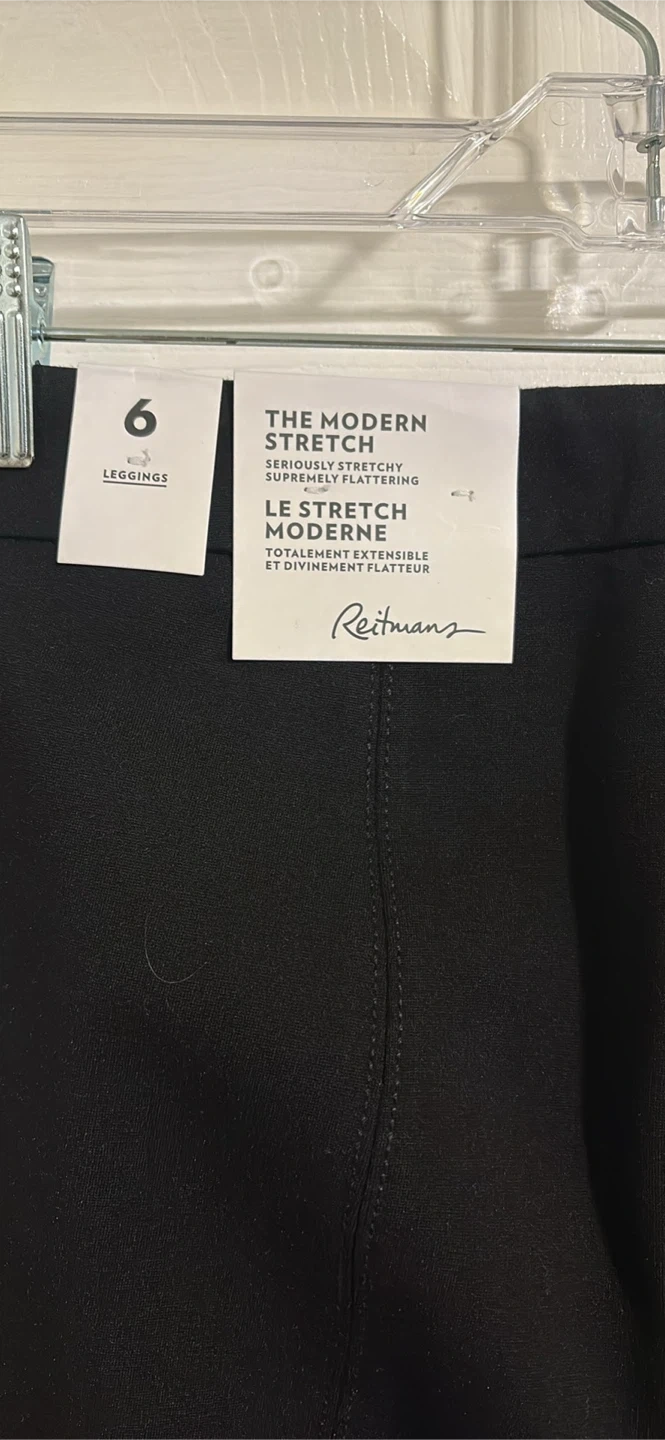 6
LEGGINGS
THE MODERN
STRETCH
SERIOUSLY STRETCHY
SUPREMELY FLATTERING
LE STRETCH
MODERNE
TOTALEMENT EXTENSIBLE
ET DIVINEMENT FLATTEUR
Reitmans